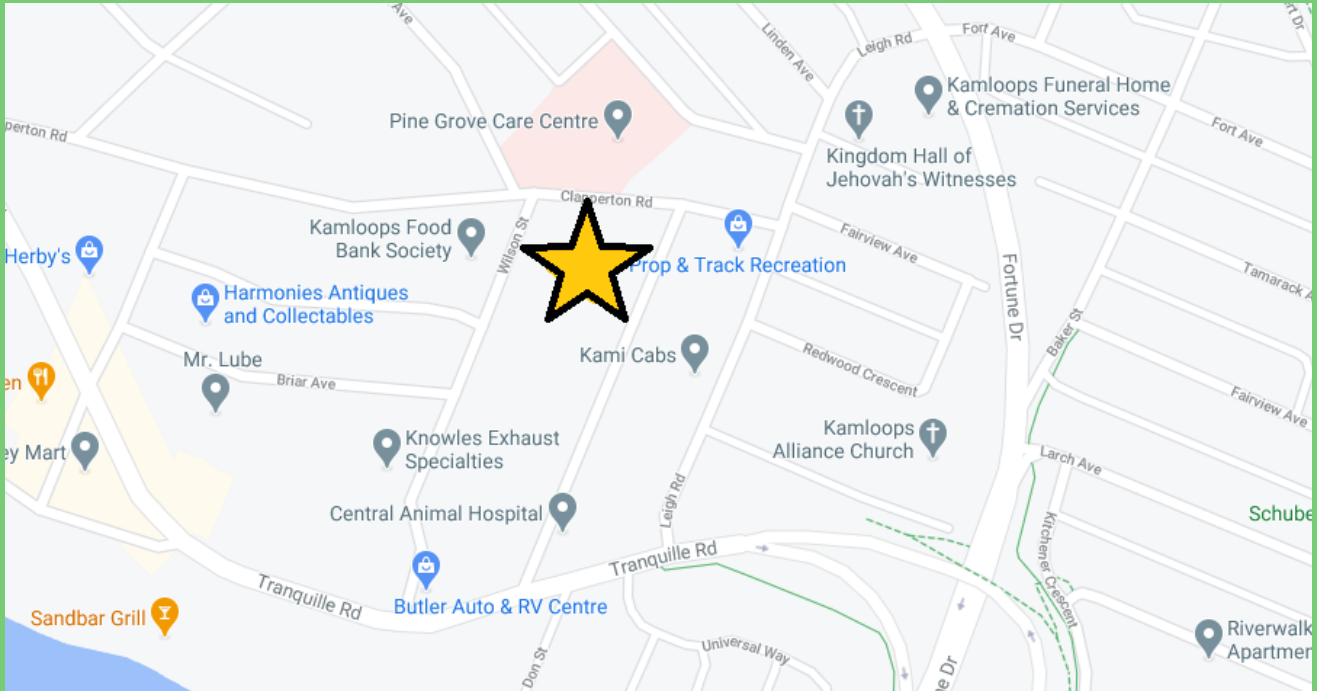 Ave
Linden Ave
Leigh Rd
Fort Ave
rt Dr
Kamloops Funeral Home
& Cremation Services
Pine Grove Care Centre
perton Rd
Fort Ave
Kingdom Hall of
Jehovah's Witnesses
Clapperton Rd
Kamloops Food
Bank Society
Wilson St
Fairview Ave
Herby's
Prop & Track Recreation
Fortune Dr
Tamarack A
Harmonies Antiques
and Collectables
Baker St
Mr. Lube
Kami Cabs
Redwood Crescent
en
Briar Ave
Fairview Ave
Knowles Exhaust
Specialties
Kamloops
Alliance Church
ey Mart
Larch Ave
Leigh Rd
Central Animal Hospital
Schube
Kitchener Crescent
Tranquille Rd
Tranquille Rd
Butler Auto & RV Centre
Sandbar Grill
Riverwalk
Apartmen
Universal Way
Don St
e Dr